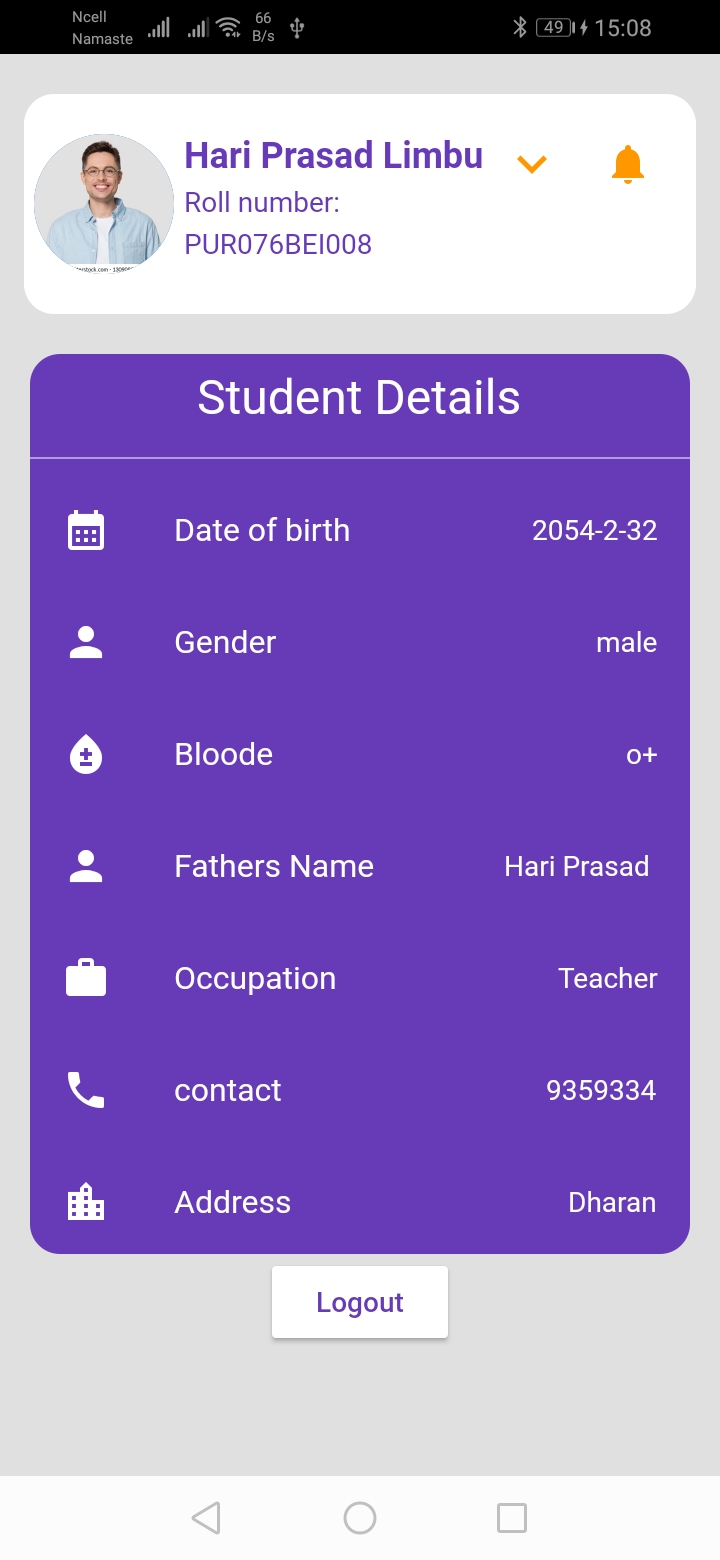 Ncell
Namaste
66
B/s
49
15:08
Hari Prasad Limbu
Roll number:
PUR076BEI008
Student Details
Date of birth 2054-2-32
Gender male
Bloode o+
Fathers Name Hari Prasad
Occupation Teacher
contact 9359334
Address Dharan
Logout